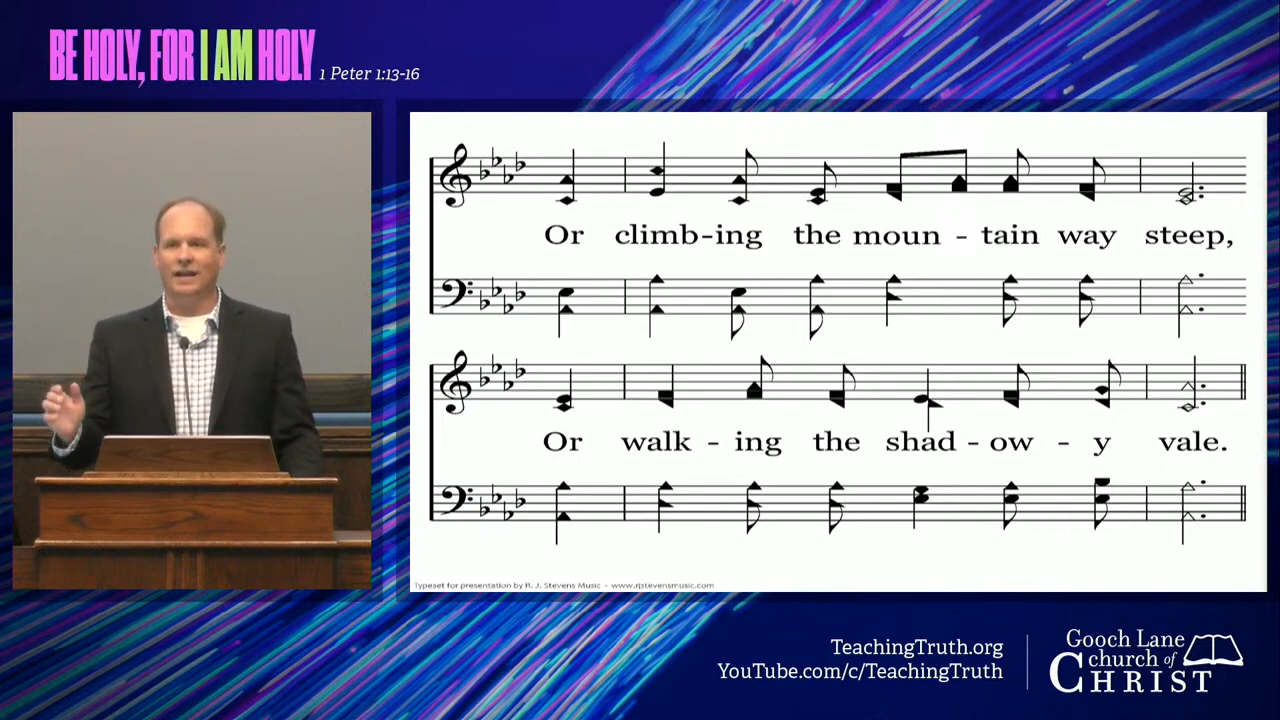 BE HOLY, FOR I AM HOLY 1 Peter 1:13-16
Or climb-ing the moun - tain way steep,
Or walk - ing the shad - ow - y vale.
Typeset for presentation by R. J. Stevens Music - www.rjstevensmusic.com
TeachingTruth.org
YouTube.com/c/TeachingTruth
Gooch Lane
church of
CHRIST